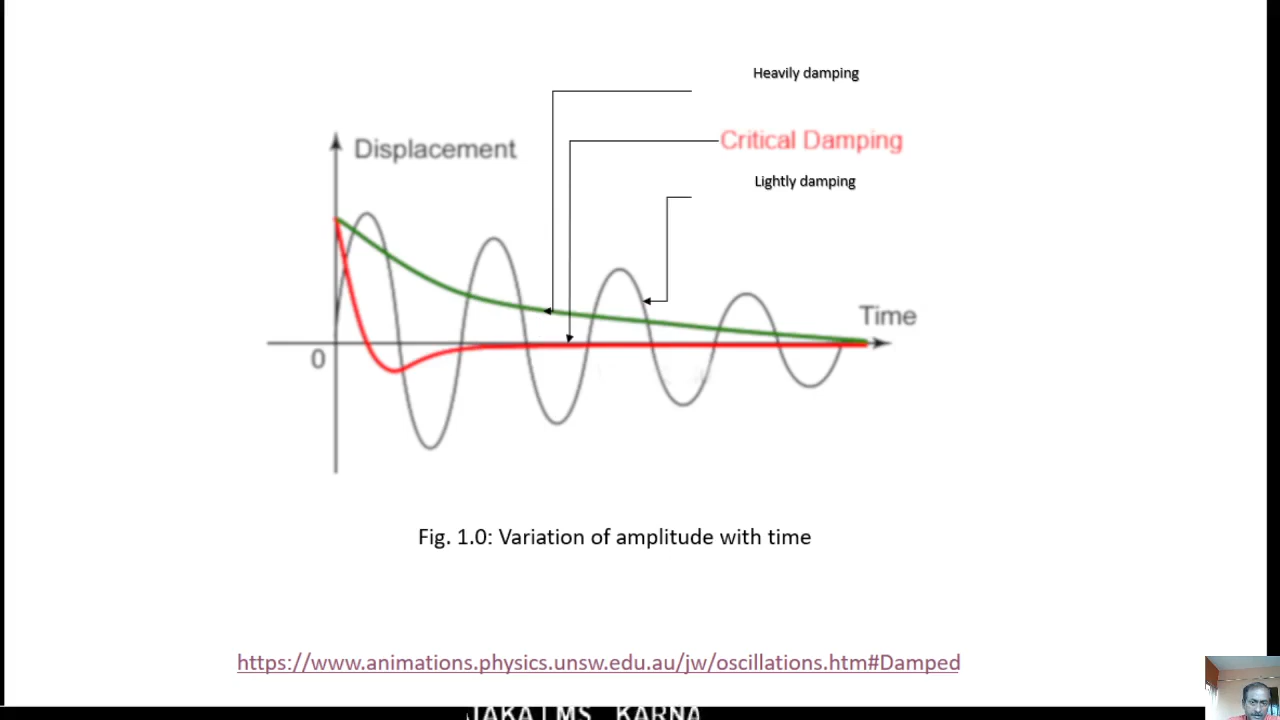 Heavily damping
Critical Damping
Displacement
Lightly damping
Time
0
Fig. 1.0: Variation of amplitude with time
https://www.animations.physics.unsw.edu.au/jw/oscillations.htm#Damped
JAKA LMS KARNA